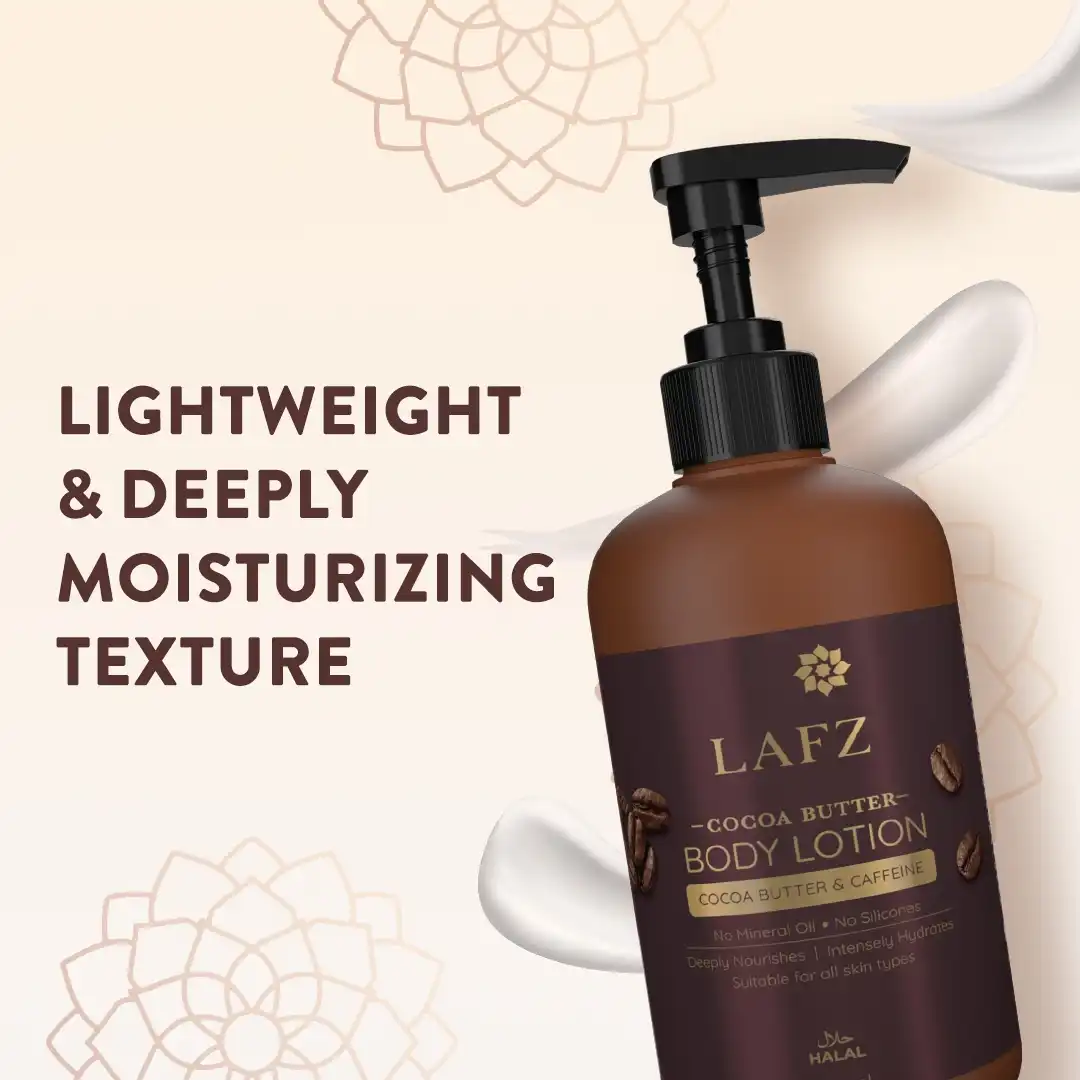 LIGHTWEIGHT
& DEEPLY
MOISTURIZING
TEXTURE
LAFZ
-COCOA BUTTER-
BODY LOTION
COCOA BUTTER & CAFFEINE
No Mineral Oil • No Silicones
Deeply Nourishes | Intensely Hydrates
Suitable for all skin types
حلال
HALAL